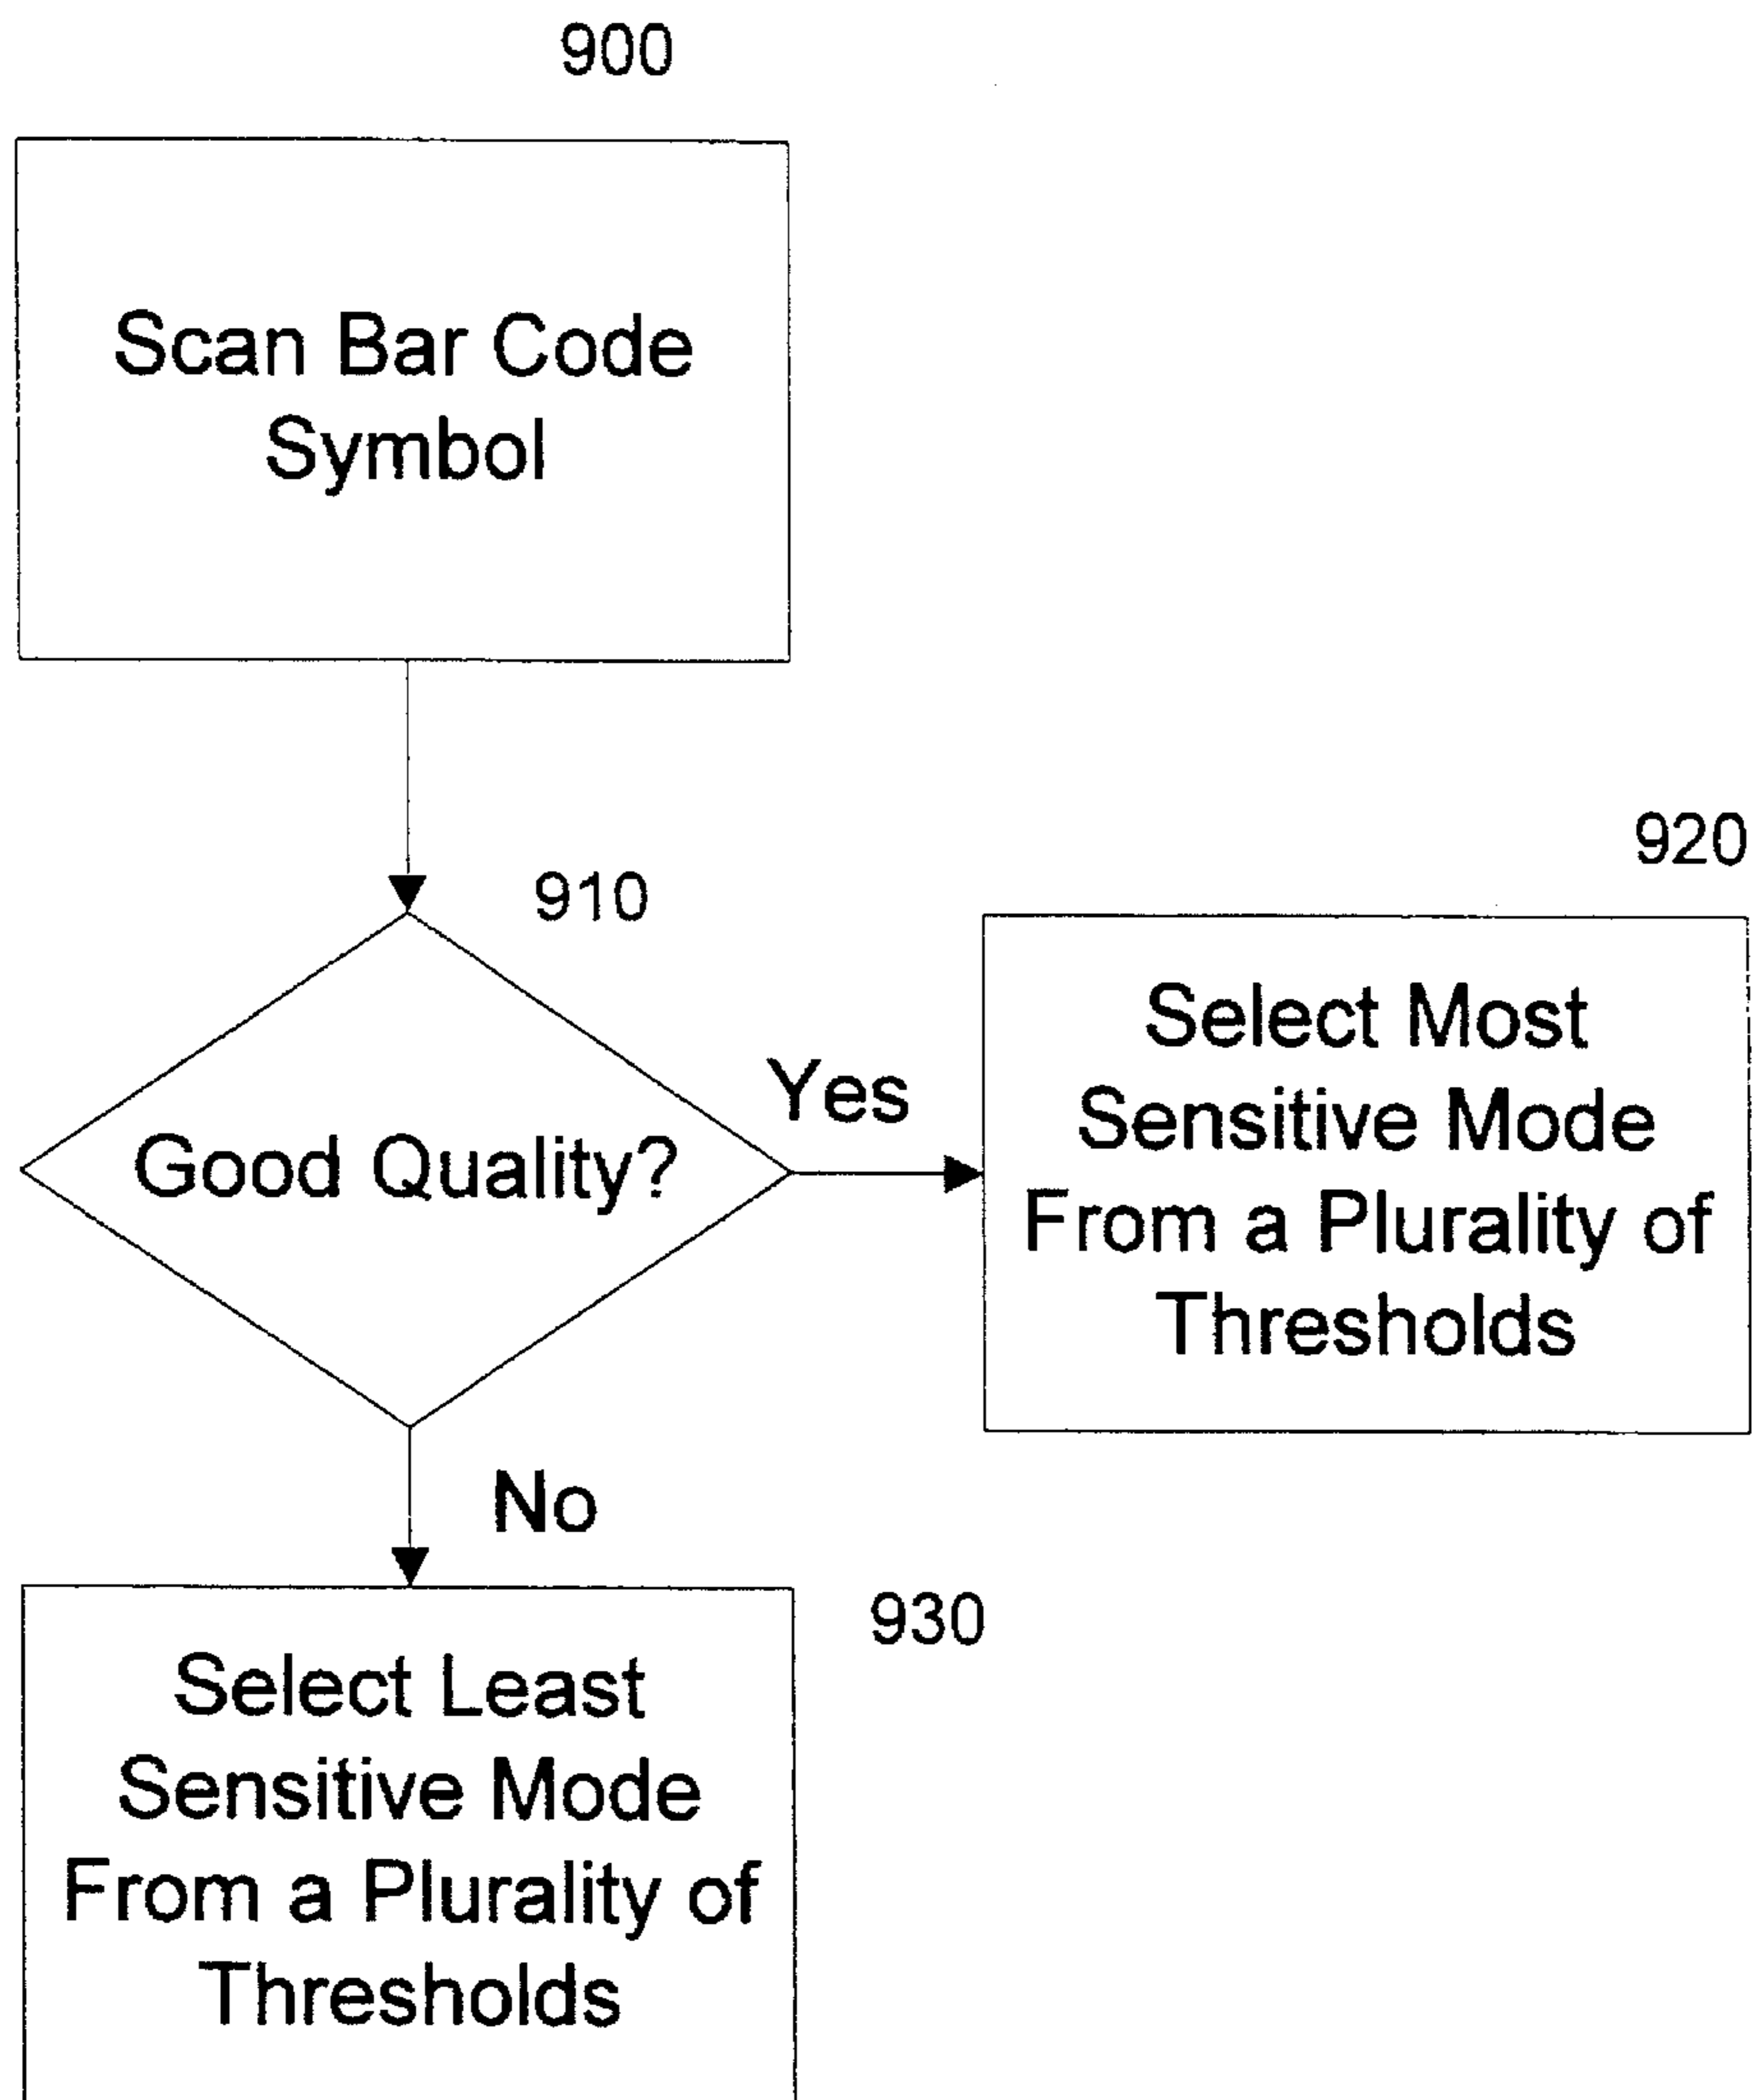 900
Scan Bar Code
Symbol
910
920
Good Quality?
Yes
Select Most
Sensitive Mode
From a Plurality of
Thresholds
No
930
Select Least
Sensitive Mode
From a Plurality of
Thresholds